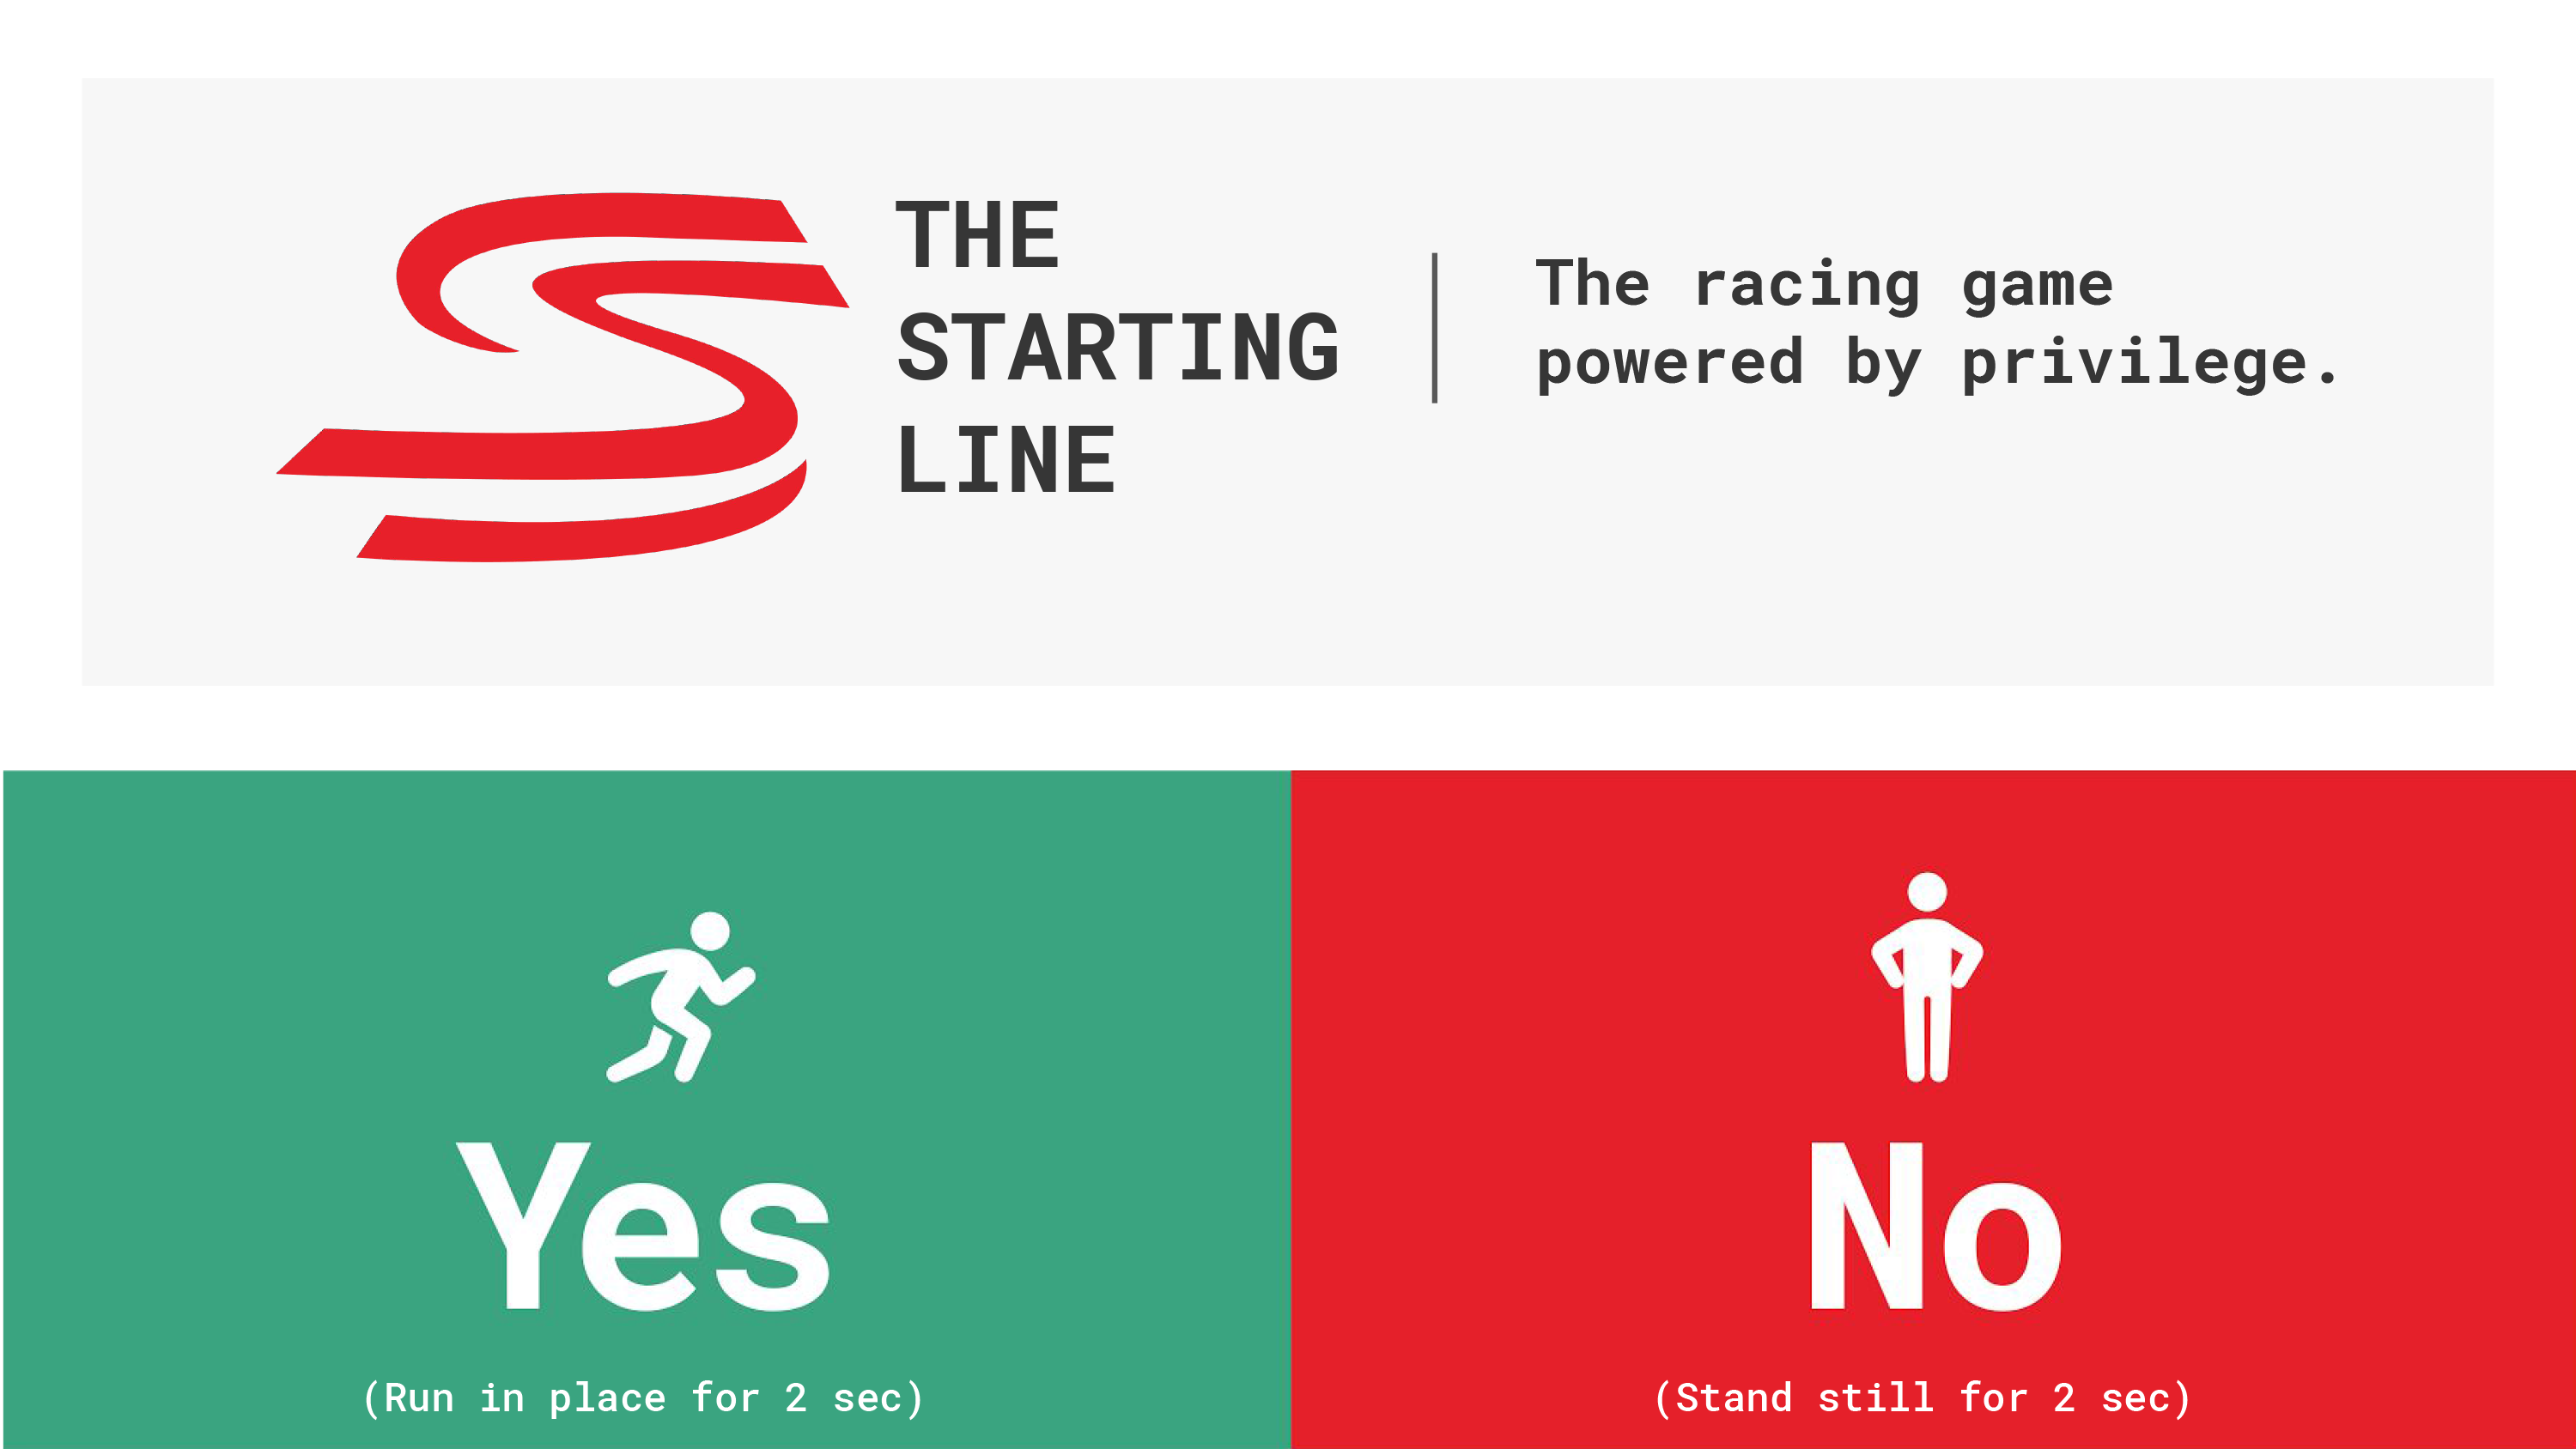 THE
STARTING
LINE
The racing game
powered by privilege.
Yes
(Run in place for 2 sec)
No
(Stand still for 2 sec)